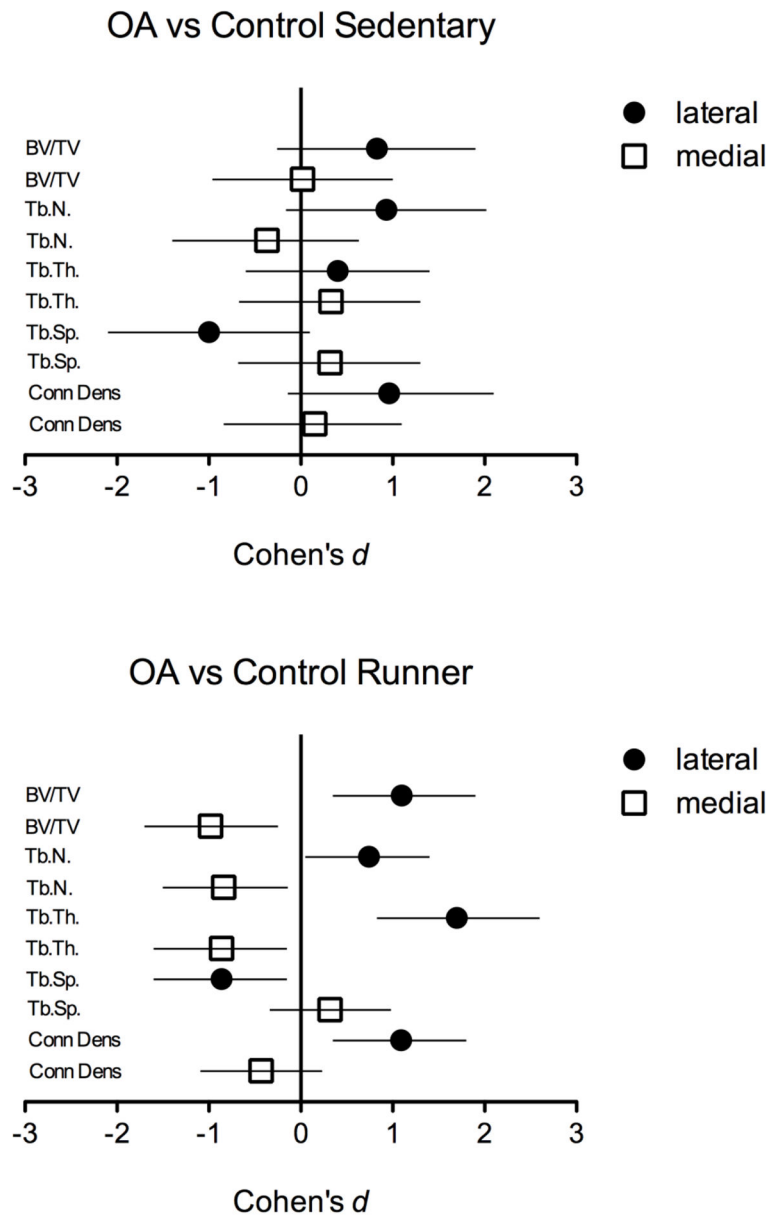 OA vs Control Sedentary
lateral
medial
BV/TV
BV/TV
Tb.N.
Tb.N.
Tb.Th.
Tb.Th.
Tb.Sp.
Tb.Sp.
Conn Dens
Conn Dens
-3 -2 -1 0 1 2 3
Cohen's d
OA vs Control Runner
lateral
medial
BV/TV
BV/TV
Tb.N.
Tb.N.
Tb.Th.
Tb.Th.
Tb.Sp.
Tb.Sp.
Conn Dens
Conn Dens
-3 -2 -1 0 1 2 3
Cohen's d